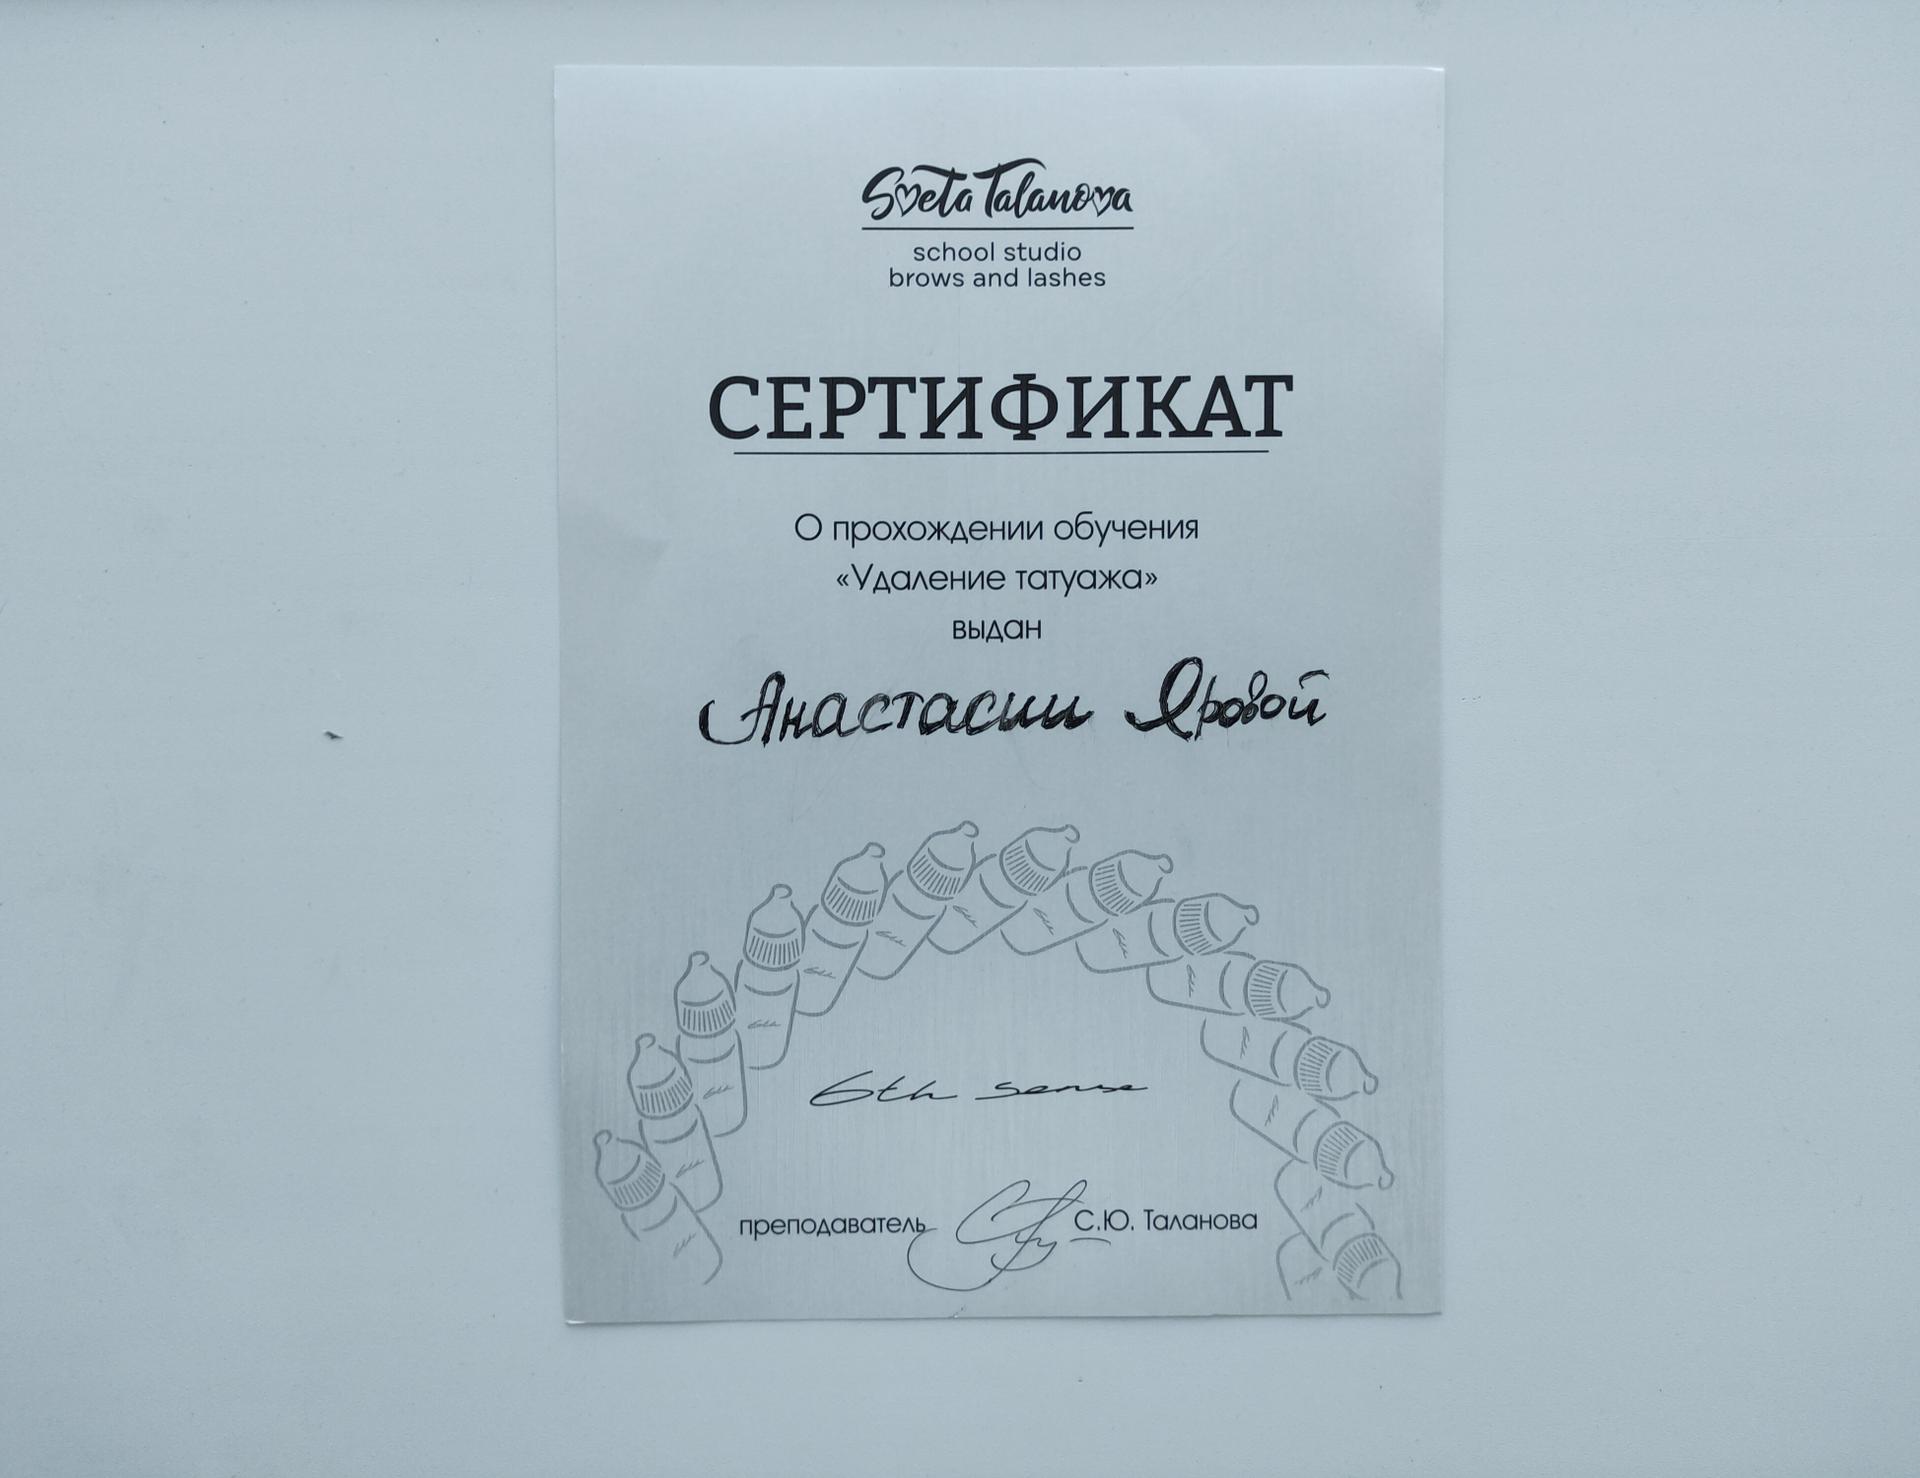 Sveta Talanova
school studio
brows and lashes
СЕРТИФИКАТ
О прохождении обучения
«Удаление татуажа»
выдан
Анастасии Яровой
6th sense
преподаватель С.Ю. Таланова